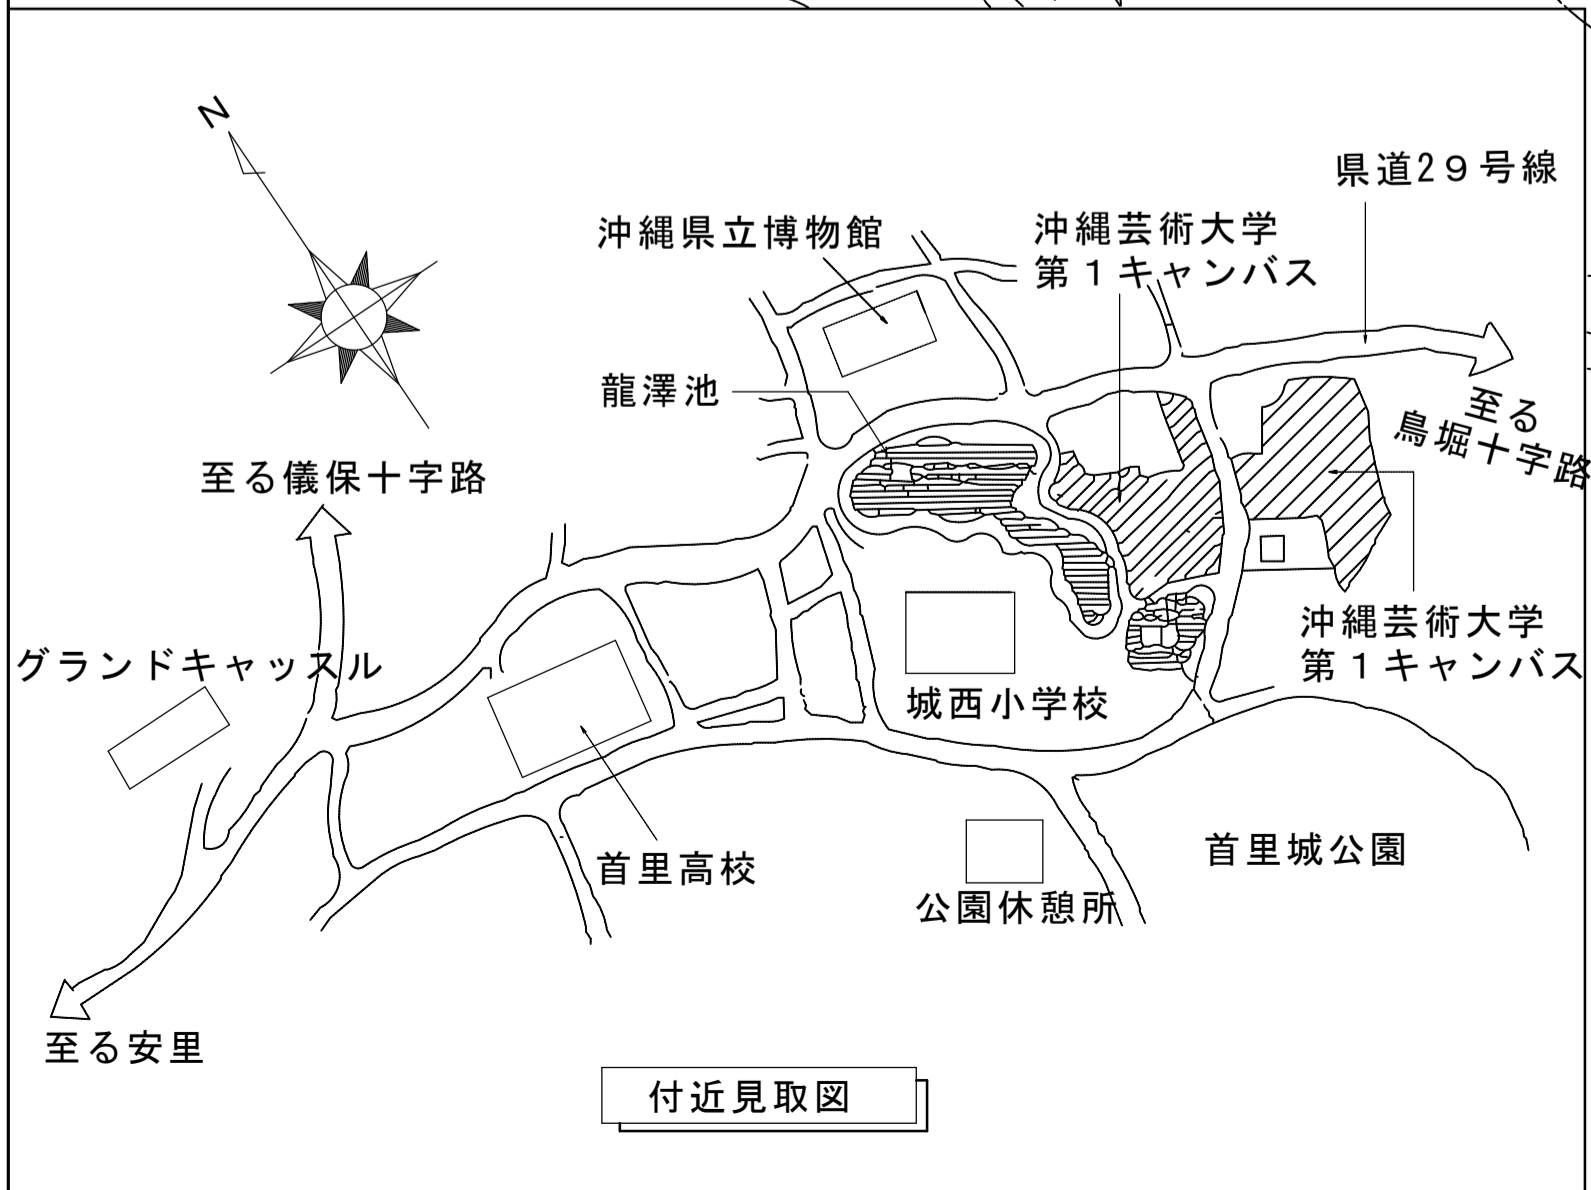 N
県道29号線
沖縄県立博物館
沖縄芸術大学
第1キャンバス
龍澤池
至る
鳥堀十字路
至る儀保十字路
沖縄芸術大学
第1キャンバス
グランドキャッスル
城西小学校
首里高校
首里城公園
公園休憩所
至る安里
付近見取図